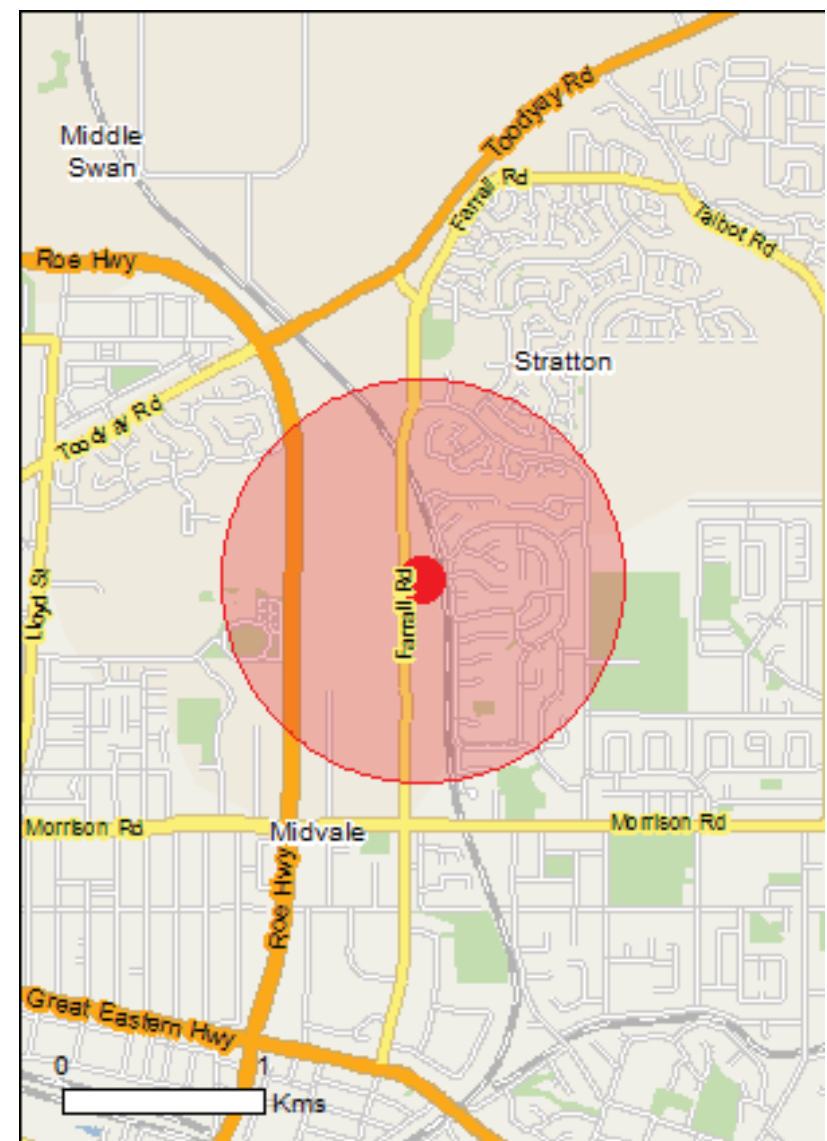 Toodyay Rd
Middle
Swan
Farrall Rd
Talbot Rd
Roe Hwy
Stratton
Toodyay Rd
Lloyd St
Farrall Rd
Morrison Rd
Midvale
Morrison Rd
Roe Hwy
Great Eastern Hwy
0 1
Kms